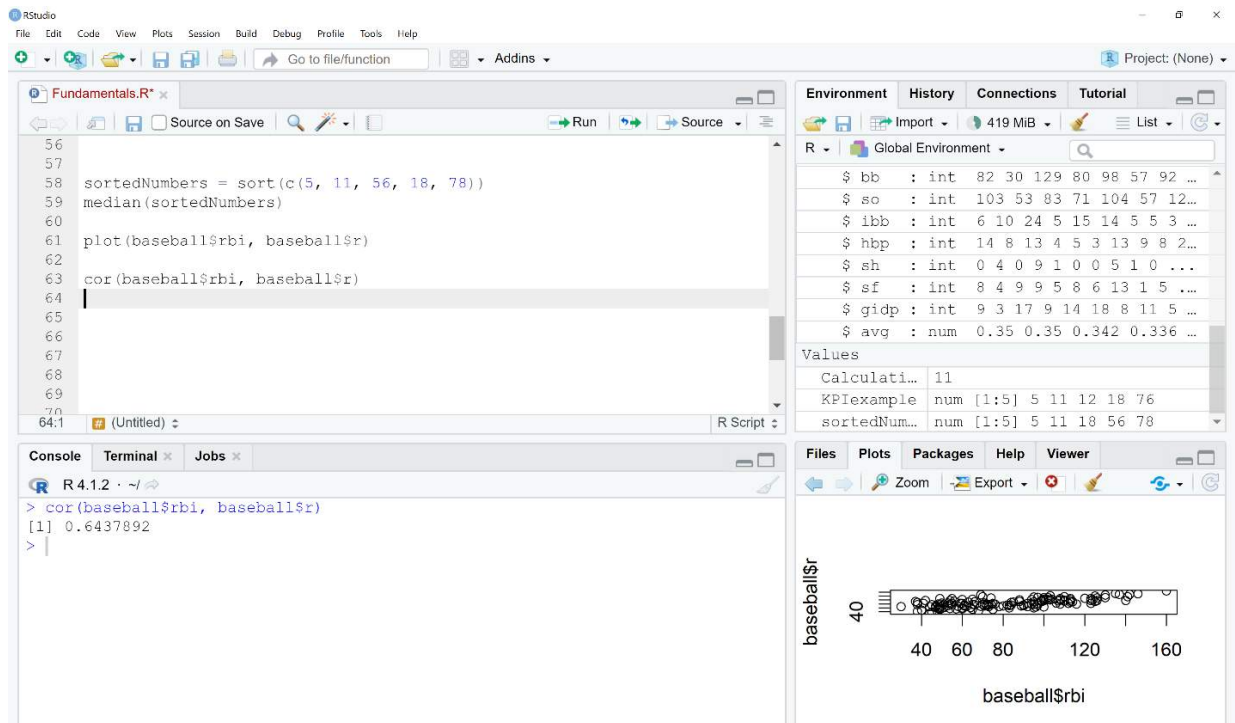 RStudio
File Edit Code View Plots Session Build Debug Profile Tools Help
Go to file/function Addins Project: (None)
Fundamentals.R*
Source on Save Run Source
56
57
58 sortedNumbers = sort(c(5, 11, 56, 18, 78))
59 median(sortedNumbers)
60
61 plot(baseball$rbi, baseball$r)
62
63 cor(baseball$rbi, baseball$r)
64
65
66
67
68
69
70
64:1 (Untitled) R Script
Console Terminal Jobs
R 4.1.2 · ~/
> cor(baseball$rbi, baseball$r)
[1] 0.6437892
>
Environment History Connections Tutorial
Import 419 MiB List
R Global Environment
$ bb : int 82 30 129 80 98 57 92 …
$ so : int 103 53 83 71 104 57 12…
$ ibb : int 6 10 24 5 15 14 5 5 3 …
$ hbp : int 14 8 13 4 5 3 13 9 8 2…
$ sh : int 0 4 0 9 1 0 0 5 1 0 ...
$ sf : int 8 4 9 9 5 8 6 13 1 5 .…
$ gidp : int 9 3 17 9 14 18 8 11 5 …
$ avg : num 0.35 0.35 0.342 0.336 …
Values
Calculati… 11
KPIexample num [1:5] 5 11 12 18 76
sortedNum… num [1:5] 5 11 18 56 78
Files Plots Packages Help Viewer
Zoom Export
baseball$r
40
40 60 80 120 160
baseball$rbi